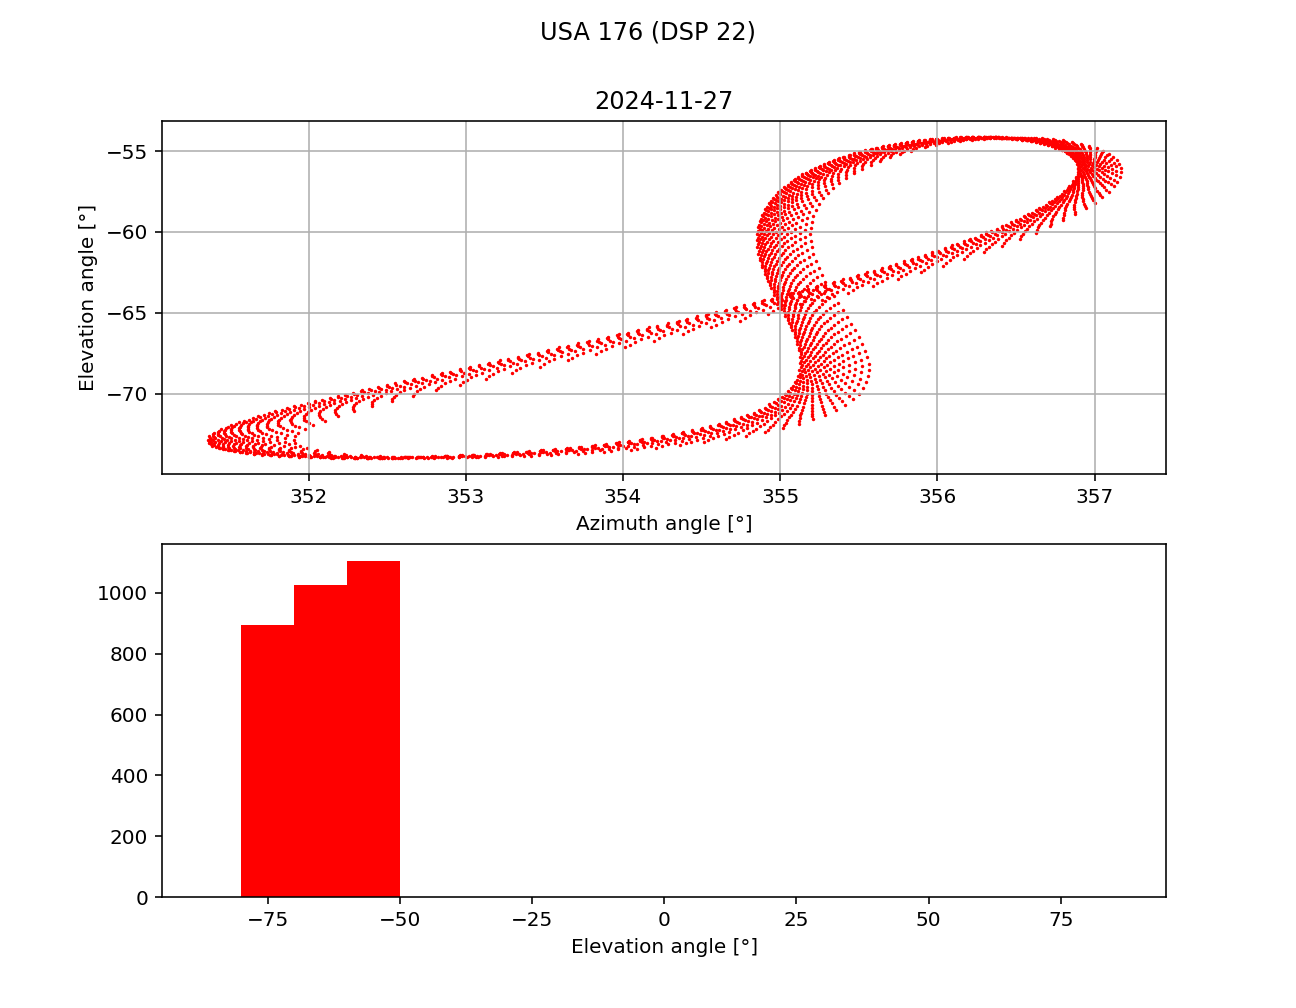 USA 176 (DSP 22)
2024-11-27
Elevation angle [°]
−55
−60
−65
−70
352 353 354 355 356 357
Azimuth angle [°]
1000
800
600
400
200
0
−75 −50 −25 0 25 50 75
Elevation angle [°]